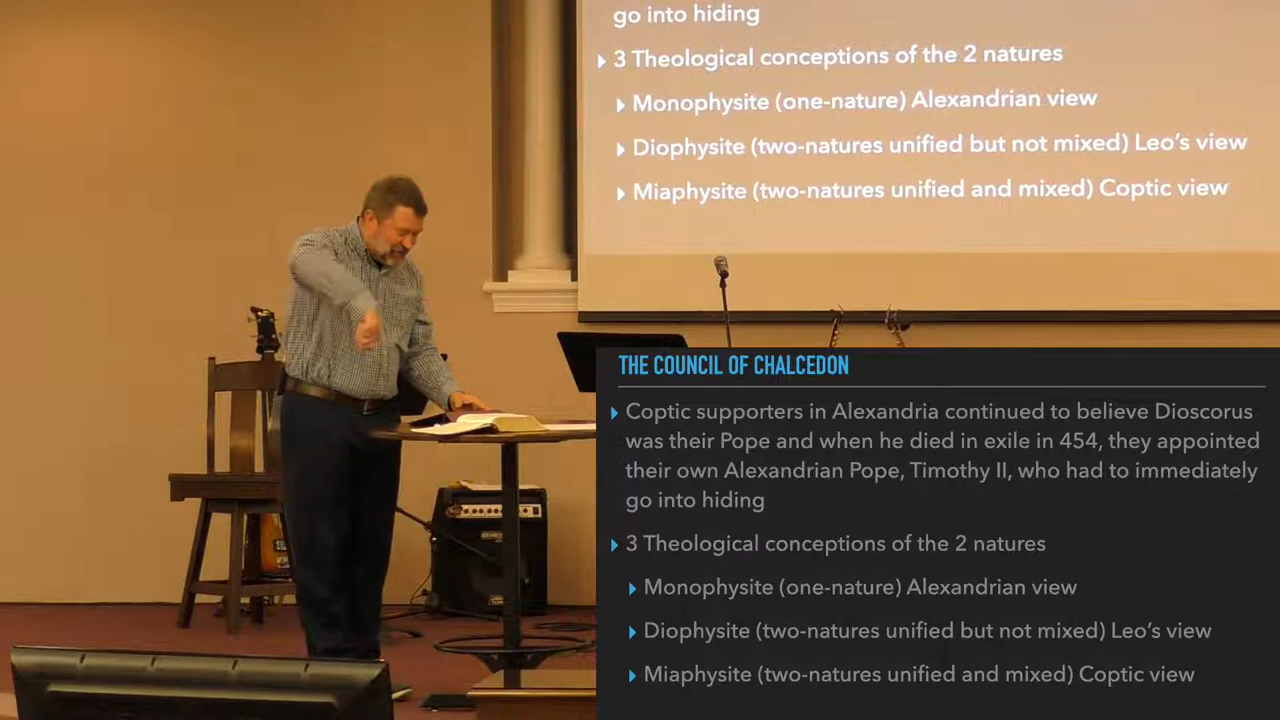 go into hiding
3 Theological conceptions of the 2 natures
Monophysite (one-nature) Alexandrian view
Diophysite (two-natures unified but not mixed) Leo's view
Miaphysite (two-natures unified and mixed) Coptic view
THE COUNCIL OF CHALCEDON
Coptic supporters in Alexandria continued to believe Dioscorus
was their Pope and when he died in exile in 454, they appointed
their own Alexandrian Pope, Timothy II, who had to immediately
go into hiding
3 Theological conceptions of the 2 natures
Monophysite (one-nature) Alexandrian view
Diophysite (two-natures unified but not mixed) Leo's view
Miaphysite (two-natures unified and mixed) Coptic view